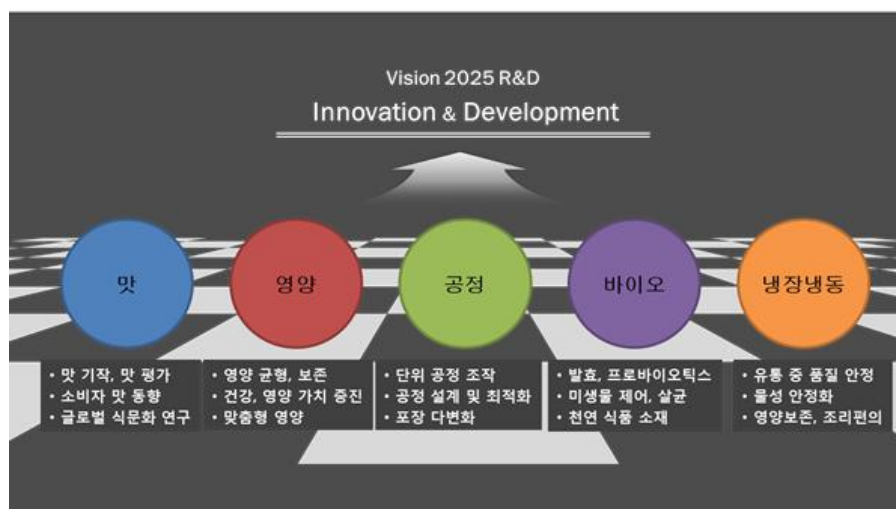 Vision 2025 R&D
Innovation & Development
맛
영양
공정
바이오
냉장냉동
• 맛 기작, 맛 평가
• 소비자 맛 동향
• 글로벌 식문화 연구
• 영양 균형, 보존
• 건강, 영양 가치 증진
• 맞춤형 영양
• 단위 공정 조작
• 공정 설계 및 최적화
• 포장 다변화
• 발효, 프로바이오틱스
• 미생물 제어, 살균
• 천연 식품 소재
• 유통 중 품질 안정
• 물성 안정화
• 영양보존, 조리편의